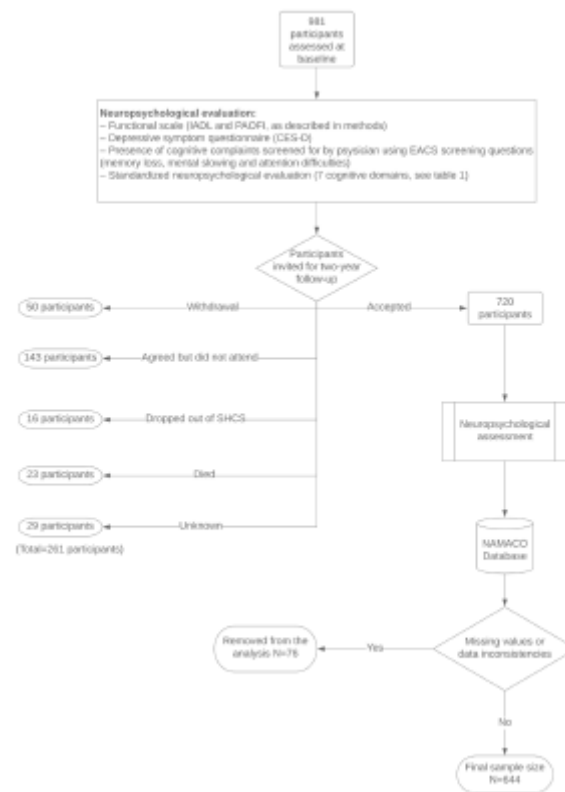 981
participants
assessed at
baseline
Neuropsychological evaluation:
– Functional scale (IADL and PAOFI, as described in methods)
– Depressive symptom questionnaire (CES-D)
– Presence of cognitive complaints screened for by psysician using EACS screening questions
(memory loss, mental slowing and attention difficulties)
– Standardized neuropsychological evaluation (7 cognitive domains, see table 1)
Participants
invited for two-year
follow-up
50 participants
Withdrawal
Accepted
720
participants
143 participants
Agreed but did not attend
16 participants
Dropped out of SHCS
Neuropsychological
assessment
23 participants
Died
29 participants
Unknown
(Total=261 participants)
NAMACO
Database
Removed from the
analysis N=76
Yes
Missing values or
data inconsistencies
No
Final sample size
N=644